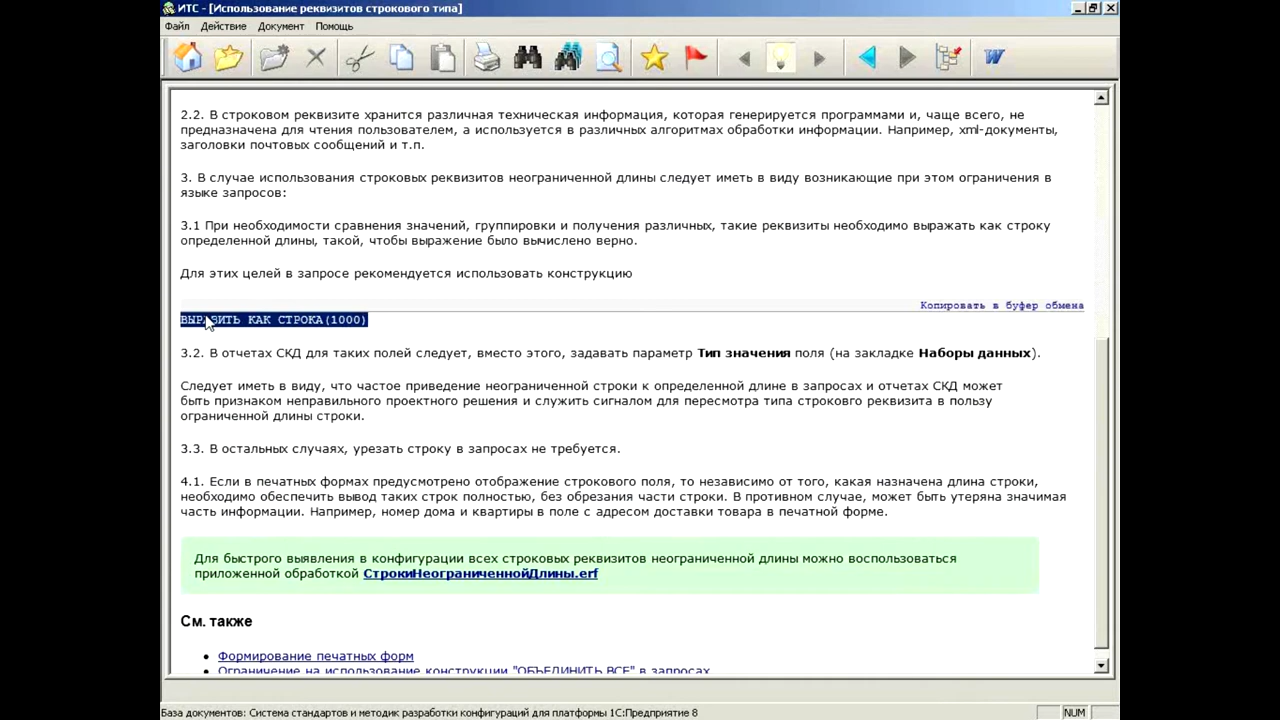 ИТС - [Использование реквизитов строкового типа]
Файл Действие Документ Помощь
2.2. В строковом реквизите хранится различная техническая информация, которая генерируется программами и, чаще всего, не
предназначена для чтения пользователем, а используется в различных алгоритмах обработки информации. Например, xml-документы,
заголовки почтовых сообщений и т.п.
3. В случае использования строковых реквизитов неограниченной длины следует иметь в виду возникающие при этом ограничения в
языке запросов:
3.1 При необходимости сравнения значений, группировки и получения различных, такие реквизиты необходимо выражать как строку
определенной длины, такой, чтобы выражение было вычислено верно.
Для этих целей в запросе рекомендуется использовать конструкцию
Копировать в буфер обмена
ВЫРАЗИТЬ КАК СТРОКА(1000)
3.2. В отчетах СКД для таких полей следует, вместо этого, задавать параметр Тип значения поля (на закладке Наборы данных).
Следует иметь в виду, что частое приведение неограниченной строки к определенной длине в запросах и отчетах СКД может
быть признаком неправильного проектного решения и служить сигналом для пересмотра типа строковго реквизита в пользу
ограниченной длины строки.
3.3. В остальных случаях, урезать строку в запросах не требуется.
4.1. Если в печатных формах предусмотрено отображение строкового поля, то независимо от того, какая назначена длина строки,
необходимо обеспечить вывод таких строк полностью, без обрезания части строки. В противном случае, может быть утеряна значимая
часть информации. Например, номер дома и квартиры в поле с адресом доставки товара в печатной форме.
Для быстрого выявления в конфигурации всех строковых реквизитов неограниченной длины можно воспользоваться
приложенной обработкой СтрокиНеограниченнойДлины.erf
См. также
Формирование печатных форм
Ограничение на использование конструкции "ОБЪЕДИНИТЬ ВСЕ" в запросах
База документов: Система стандартов и методик разработки конфигураций для платформы 1С:Предприятие 8
NUM